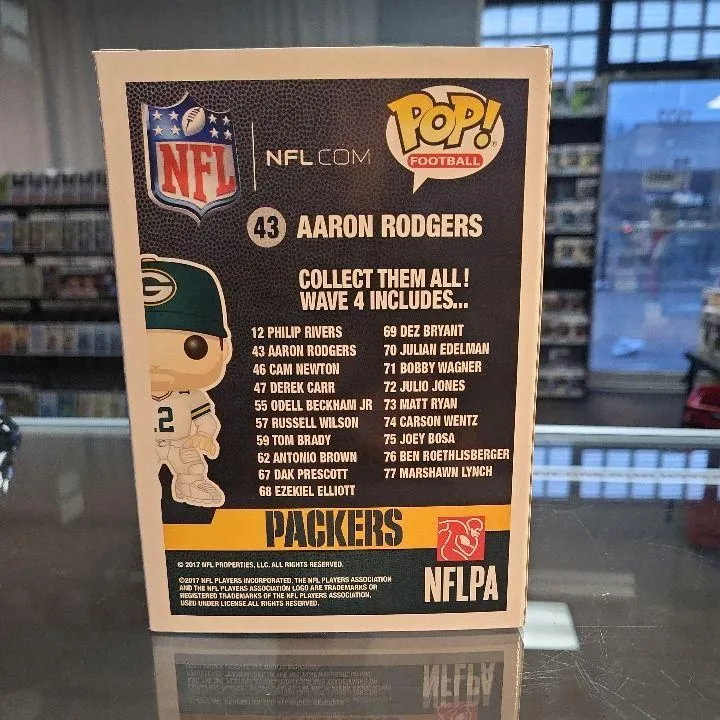 NFL
NFL.COM
POP!
FOOTBALL
43 AARON RODGERS
COLLECT THEM ALL!
WAVE 4 INCLUDES...
12 PHILIP RIVERS
43 AARON RODGERS
46 CAM NEWTON
47 DEREK CARR
55 ODELL BECKHAM JR
57 RUSSELL WILSON
59 TOM BRADY
62 ANTONIO BROWN
67 DAK PRESCOTT
68 EZEKIEL ELLIOTT
69 DEZ BRYANT
70 JULIAN EDELMAN
71 BOBBY WAGNER
72 JULIO JONES
73 MATT RYAN
74 CARSON WENTZ
75 JOEY BOSA
76 BEN ROETHLISBERGER
77 MARSHAWN LYNCH
G
2
PACKERS
© 2017 NFL PROPERTIES, LLC. ALL RIGHTS RESERVED.
©2017 NFL PLAYERS INCORPORATED. THE NFL PLAYERS ASSOCIATION
AND THE NFL PLAYERS ASSOCIATION LOGO ARE TRADEMARKS OR
REGISTERED TRADEMARKS OF THE NFL PLAYERS ASSOCIATION,
USED UNDER LICENSE.ALL RIGHTS RESERVED.
NFLPA